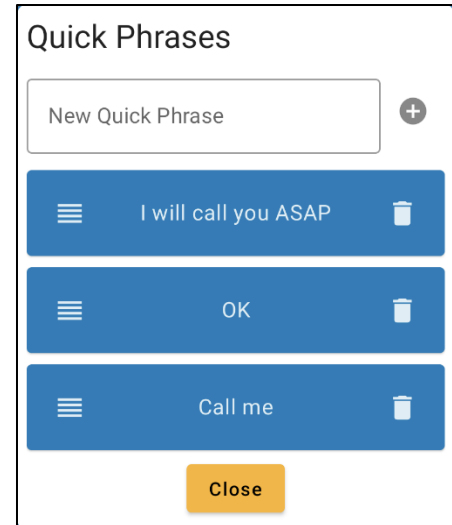 Quick Phrases
New Quick Phrase
I will call you ASAP
OK
Call me
Close